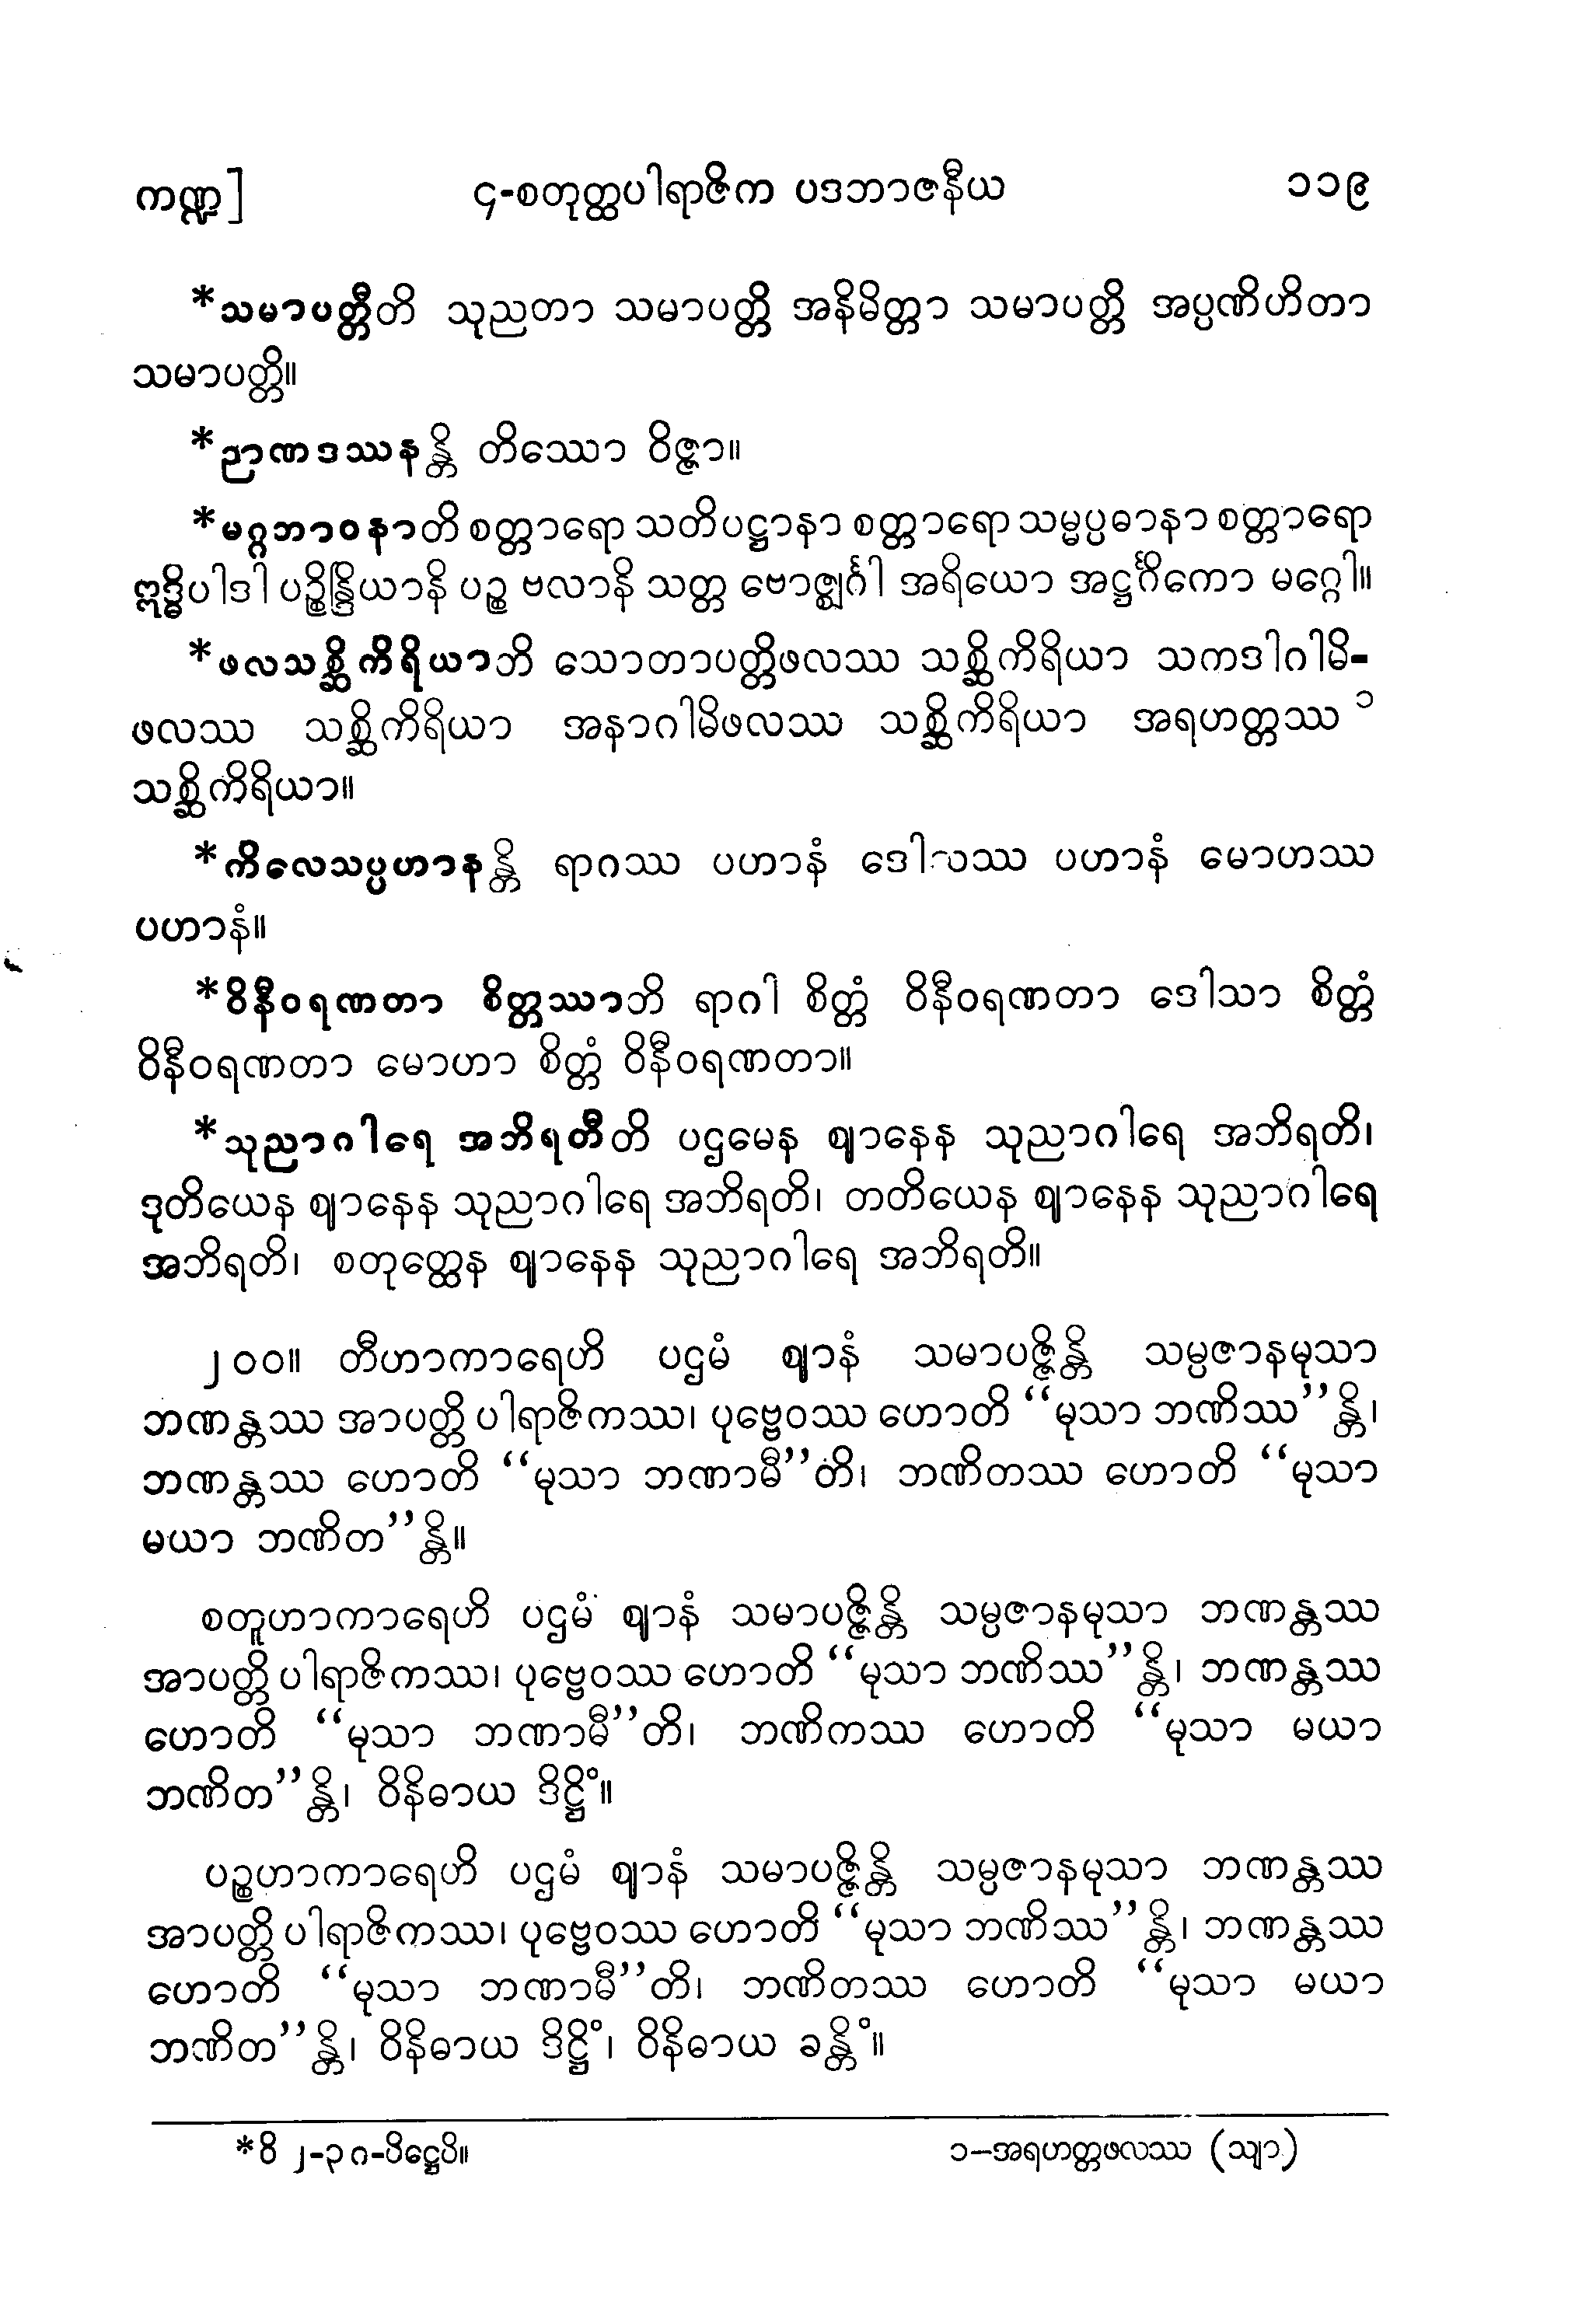 ကဏ္ဍ] ၄-စတုတ္ထပါရာဇိက ပဒဘာဇနီယ ၁၁၉
*သမာပတ္တီတိ သုညတာ သမာပတ္တိ အနိမိတ္တာ သမာပတ္တိ အပ္ပဏိဟိတာ
သမာပတ္တိ။
*ဉာဏဒဿနန္တိ တိဿော ဝိဇ္ဇာ။
*မဂ္ဂဘာဝနာတိ စတ္တာရော သတိပဋ္ဌာနာ စတ္တာရော သမ္မပ္ပဓာနာ စတ္တာရော
ဣဒ္ဓိပါဒါ ပဉ္စိန္ဒြိယာနိ ပဉ္စ ဗလာနိ သတ္တ ဗောဇ္ဈင်္ဂါ အရိယော အဋ္ဌင်္ဂိကော မဂ္ဂေါ။
*ဖလသစ္ဆိကိရိယာဘိ သောတာပတ္တိဖလဿ သစ္ဆိကိရိယာ သကဒါဂါမိ-
ဖလဿ သစ္ဆိကိရိယာ အနာဂါမိဖလဿ သစ္ဆိကိရိယာ အရဟတ္တဿ ၁
သစ္ဆိကိရိယာ။
*ကိလေသပ္ပဟာနန္တိ ရာဂဿ ပဟာနံ ဒေါသဿ ပဟာနံ မောဟဿ
ပဟာနံ။
*ဝိနီဝရဏတာ စိတ္တဿာဘိ ရာဂါ စိတ္တံ ဝိနီဝရဏတာ ဒေါသာ စိတ္တံ
ဝိနီဝရဏတာ မောဟာ စိတ္တံ ဝိနီဝရဏတာ။
*သုညာဂါရေ အဘိရတီတိ ပဌမေန ဈာနေန သုညာဂါရေ အဘိရတိ၊
ဒုတိယေန ဈာနေန သုညာဂါရေ အဘိရတိ၊ တတိယေန ဈာနေန သုညာဂါရေ
အဘိရတိ၊ စတုတ္ထေန ဈာနေန သုညာဂါရေ အဘိရတိ။
၂၀၀။ တီဟာကာရေဟိ ပဌမံ ဈာနံ သမာပဇ္ဇိန္တိ သမ္ပဇာနမုသာ
ဘဏန္တဿ အာပတ္တိ ပါရာဇိကဿ၊ ပုဗ္ဗေဝဿ ဟောတိ “မုသာ ဘဏိဿ”န္တိ၊
ဘဏန္တဿ ဟောတိ “မုသာ ဘဏာမီ”တိ၊ ဘဏိတဿ ဟောတိ “မုသာ
မယာ ဘဏိတ”န္တိ။
စတူဟာကာရေဟိ ပဌမံ ဈာနံ သမာပဇ္ဇိန္တိ သမ္ပဇာနမုသာ ဘဏန္တဿ
အာပတ္တိ ပါရာဇိကဿ၊ ပုဗ္ဗေဝဿ ဟောတိ “မုသာ ဘဏိဿ”န္တိ၊ ဘဏန္တဿ
ဟောတိ “မုသာ ဘဏာမီ”တိ၊ ဘဏိကဿ ဟောတိ “မုသာ မယာ
ဘဏိတ”န္တိ၊ ဝိနိဓာယ ဒိဋ္ဌိံ။
ပဉ္စဟာကာရေဟိ ပဌမံ ဈာနံ သမာပဇ္ဇိန္တိ သမ္ပဇာနမုသာ ဘဏန္တဿ
အာပတ္တိ ပါရာဇိကဿ၊ ပုဗ္ဗေဝဿ ဟောတိ “မုသာ ဘဏိဿ”န္တိ၊ ဘဏန္တဿ
ဟောတိ “မုသာ ဘဏာမီ”တိ၊ ဘဏိတဿ ဟောတိ “မုသာ မယာ
ဘဏိတ”န္တိ၊ ဝိနိဓာယ ဒိဋ္ဌိံ၊ ဝိနိဓာယ ခန္တိံ။
*ဝိ ၂-၃ဂ-ပိဋ္ဌေပိ။ ၁–အရဟတ္တဖလဿ (သျာ)